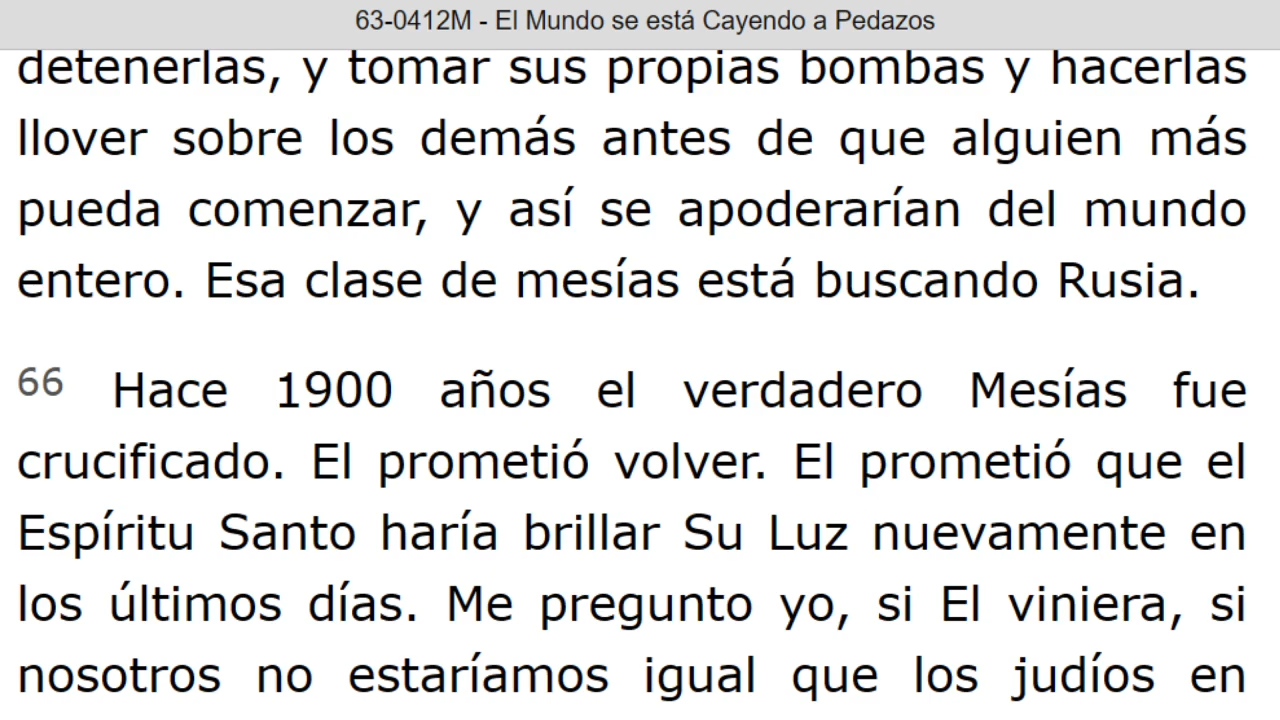 63-0412M - El Mundo se está Cayendo a Pedazos
detenerlas, y tomar sus propias bombas y hacerlas
llover sobre los demás antes de que alguien más
pueda comenzar, y así se apoderarían del mundo
entero. Esa clase de mesías está buscando Rusia.
66 Hace 1900 años el verdadero Mesías fue
crucificado. El prometió volver. El prometió que el
Espíritu Santo haría brillar Su Luz nuevamente en
los últimos días. Me pregunto yo, si El viniera, si
nosotros no estaríamos igual que los judíos en